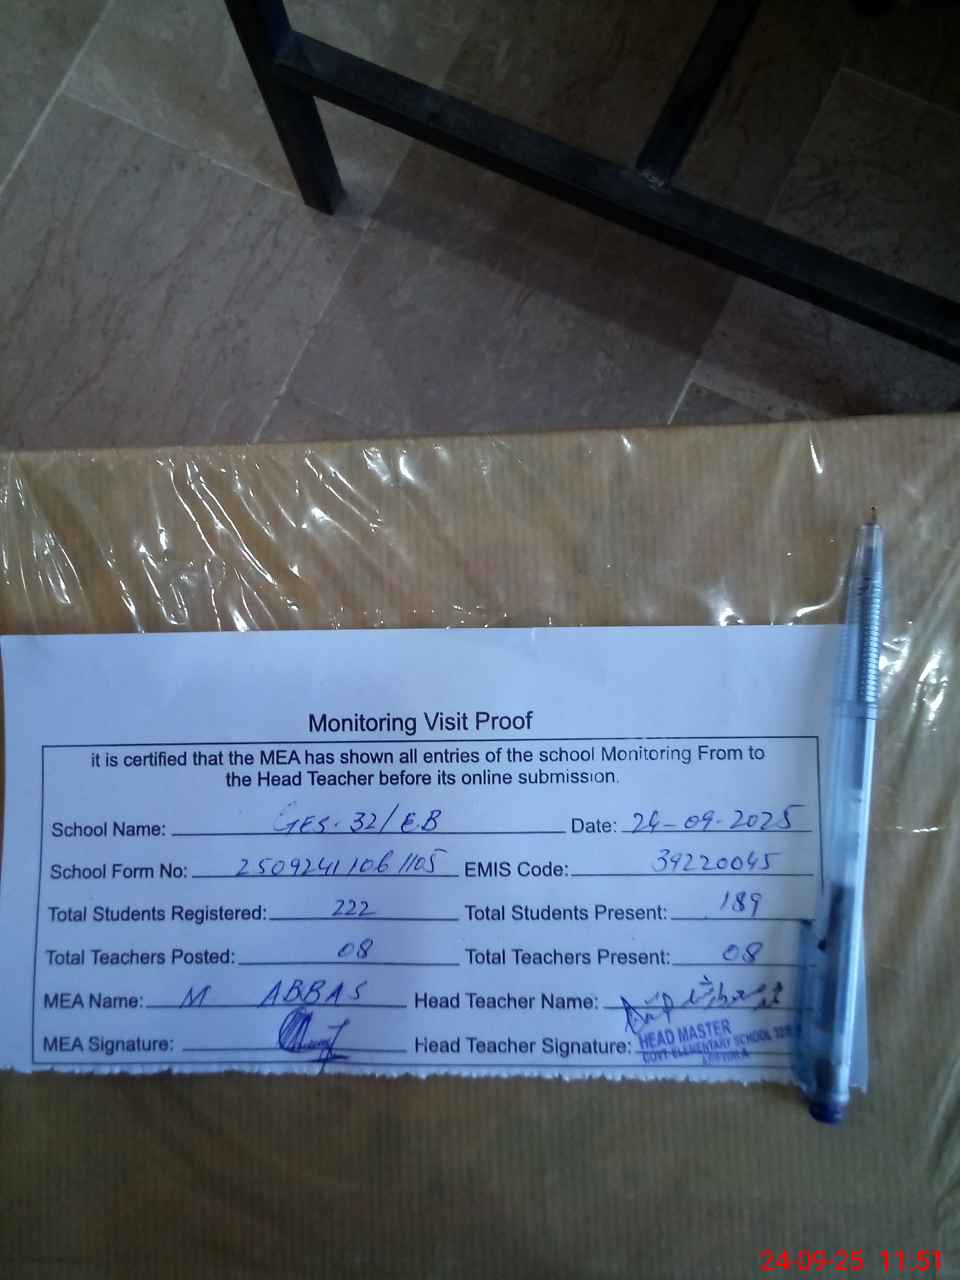 Monitoring Visit Proof
it is certified that the MEA has shown all entries of the school Monitoring From to
the Head Teacher before its online submission.
School Name: GES. 32/E.B Date: 24-09-2025
School Form No: 2509241106 1105 EMIS Code: 39220045
Total Students Registered: 222 Total Students Present: 189
Total Teachers Posted: 08 Total Teachers Present: 08
MEA Name: M ABBAS Head Teacher Name:
MEA Signature: Head Teacher Signature:
HEAD MASTER
GOVT. ELEMENTARY SCHOOL 32/E
24-09-25 11:51